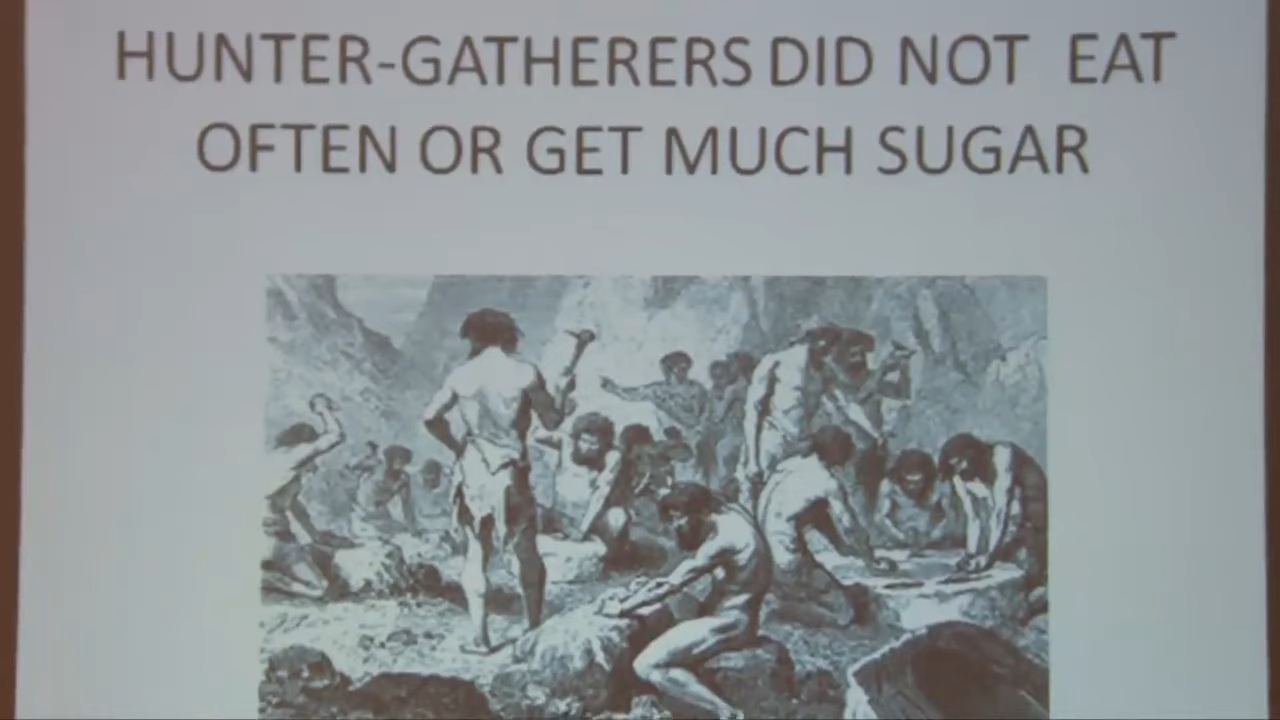 HUNTER-GATHERERS DID NOT EAT
OFTEN OR GET MUCH SUGAR